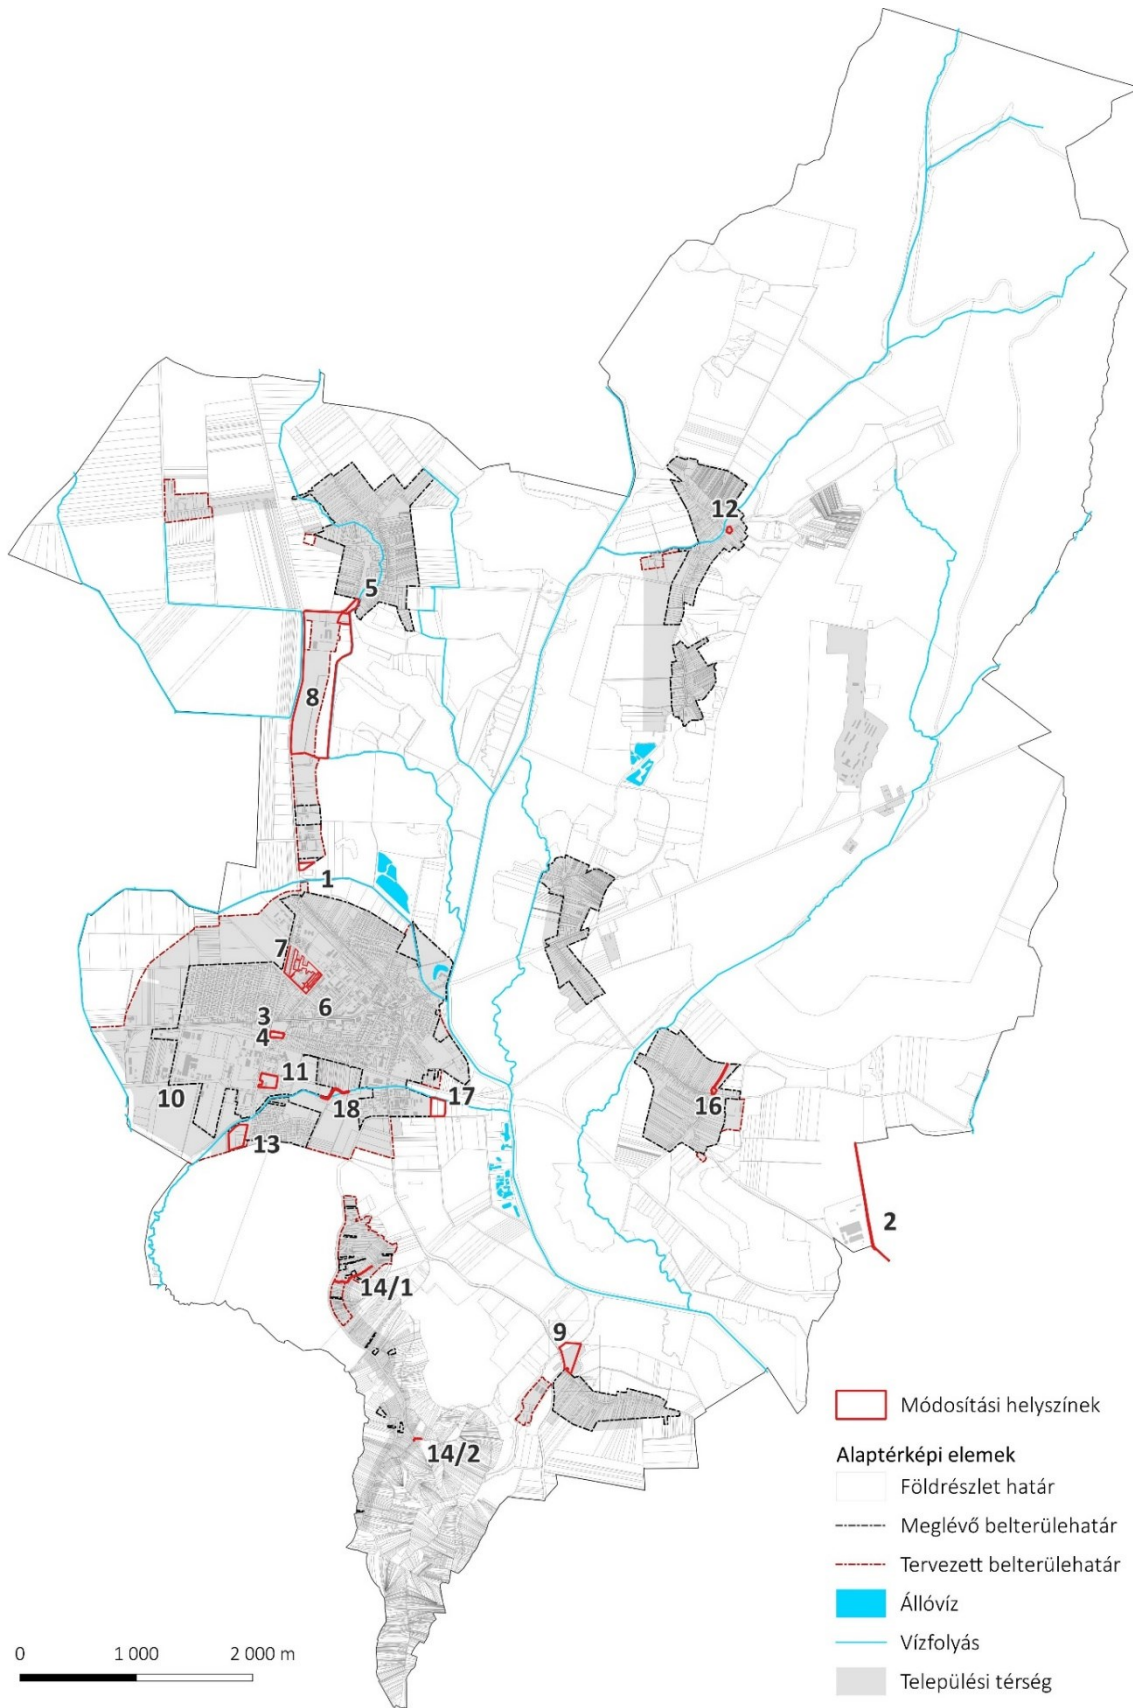 12
5
8
1
7
6
3
4
11
10
18
17
13
16
2
14/1
9
14/2
Módosítási helyszínek
Alaptérképi elemek
Földrészlet határ
Meglévő belterülehatár
Tervezett belterülehatár
Állóvíz
Vízfolyás
Települési térség
0 1 000 2 000 m